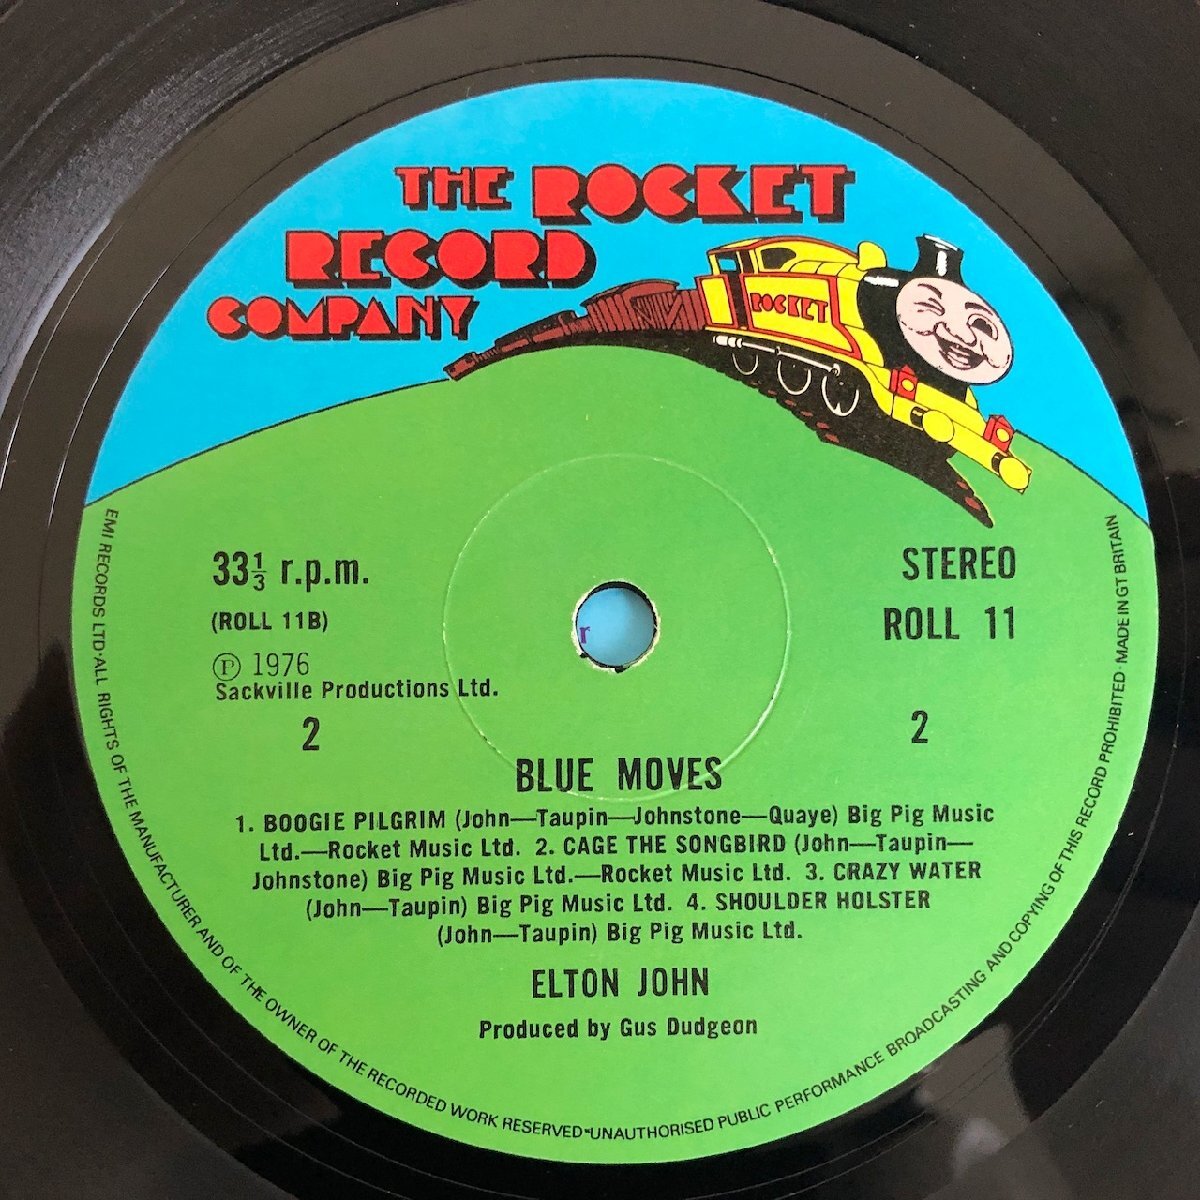 THE ROCKET
RECORD
COMPANY
ROCKET
33⅓ r.p.m.
(ROLL 11B)
Ⓟ 1976
Sackville Productions Ltd.
2
STEREO
ROLL 11
2
r
BLUE MOVES
1. BOOGIE PILGRIM (John—Taupin—Johnstone—Quaye) Big Pig Music
Ltd.—Rocket Music Ltd. 2. CAGE THE SONGBIRD (John—Taupin—
Johnstone) Big Pig Music Ltd.—Rocket Music Ltd. 3. CRAZY WATER
(John—Taupin) Big Pig Music Ltd. 4. SHOULDER HOLSTER
(John—Taupin) Big Pig Music Ltd.
ELTON JOHN
Produced by Gus Dudgeon
EMI RECORDS LTD·ALL RIGHTS OF THE MANUFACTURER AND OF THE OWNER OF THE RECORDED WORK RESERVED·UNAUTHORISED PUBLIC PERFORMANCE BROADCASTING AND COPYING OF THIS RECORD PROHIBITED·MADE IN GT BRITAIN